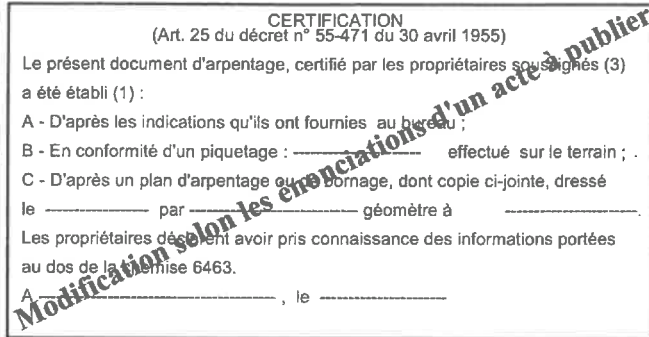 CERTIFICATION
(Art. 25 du décret n° 55-471 du 30 avril 1955)
Le présent document d'arpentage, certifié par les propriétaires soussignés (3)
a été établi (1) :
A - D'après les indications qu'ils ont fournies au bureau ;
B - En conformité d'un piquetage : ---------------------- effectué sur le terrain ; .
C - D'après un plan d'arpentage ou de bornage, dont copie ci-jointe, dressé
le ------------------ par ----------------------------- géomètre à ----------------------.
Les propriétaires déclarent avoir pris connaissance des informations portées
au dos de la chemise 6463.
A ----------------------------------------- , le ----------------------
Modification selon les énonciations d'un acte à publier